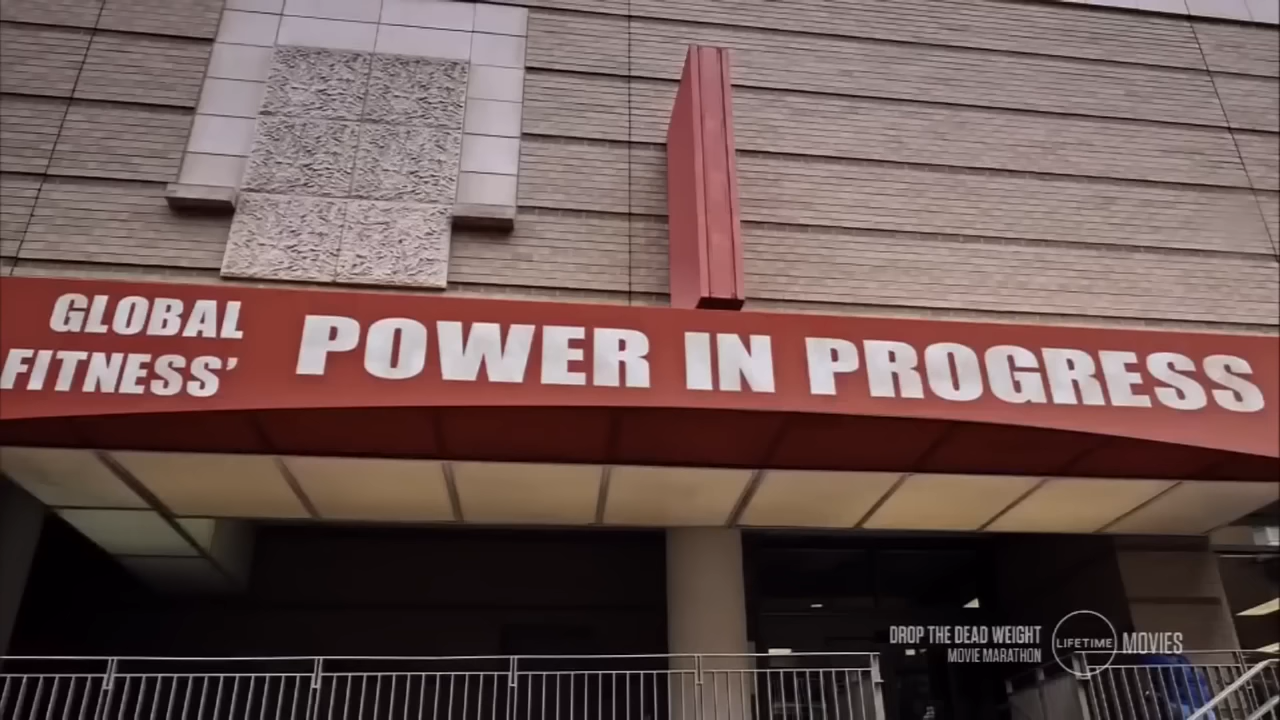 GLOBAL
FITNESS’
POWER IN PROGRESS
DROP THE DEAD WEIGHT
MOVIE MARATHON
LIFETIME
MOVIES